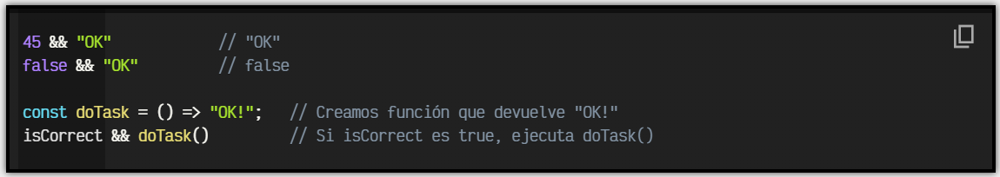 45 && "OK"            // "OK"
false && "OK"         // false
const doTask = () => "OK!";   // Creamos función que devuelve "OK!"
isCorrect && doTask()         // Si isCorrect es true, ejecuta doTask()